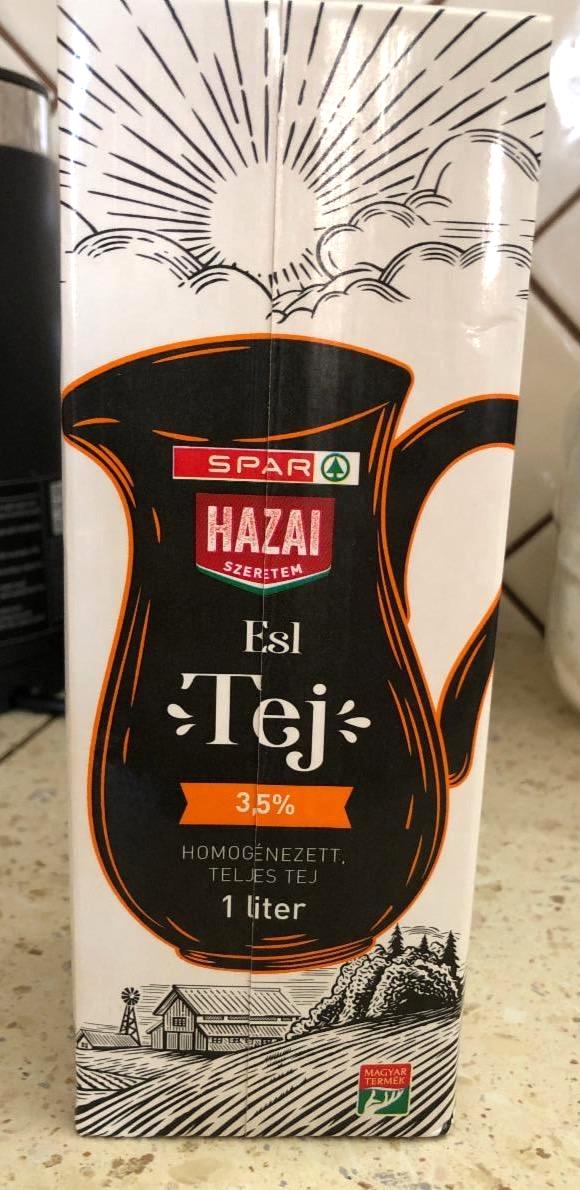 SPAR
HAZAI
SZERETEM
Esl
Tej
3,5%
HOMOGÉNEZETT,
TELJES TEJ
1 liter
MAGYAR
TERMÉK